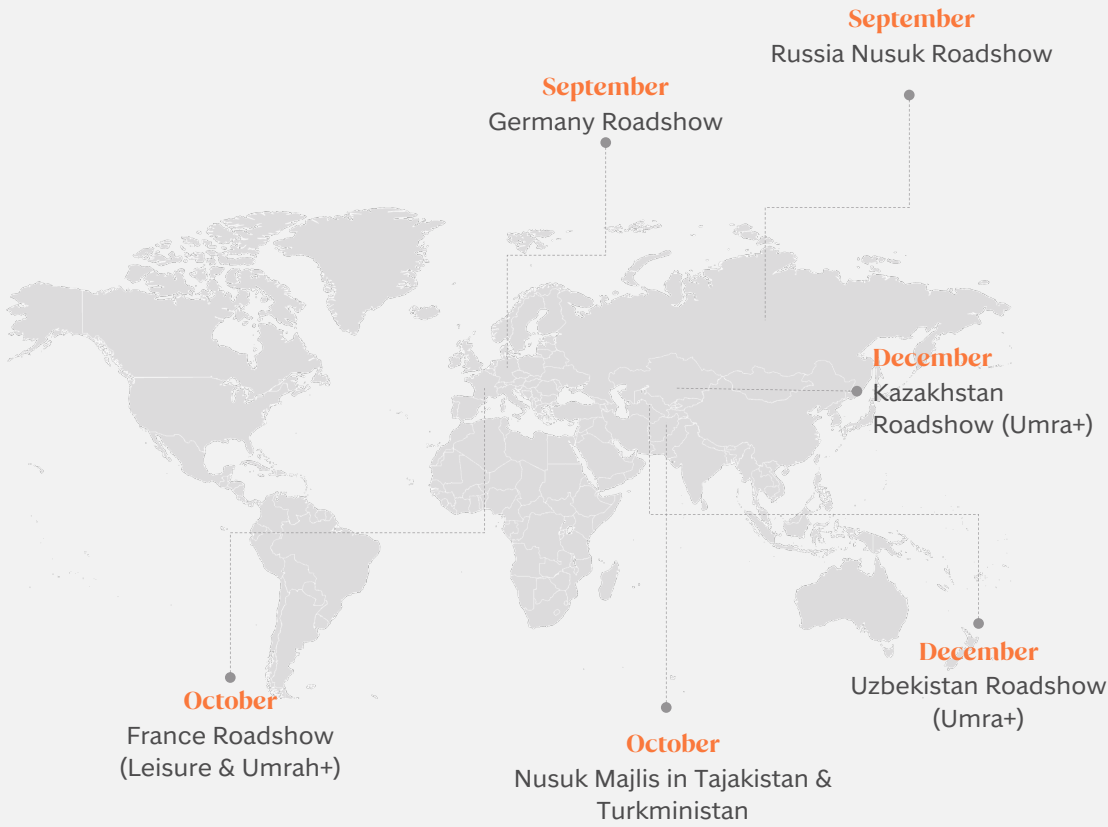 September
Russia Nusuk Roadshow
September
Germany Roadshow
December
Kazakhstan
Roadshow (Umra+)
December
Uzbekistan Roadshow
(Umra+)
October
France Roadshow
(Leisure & Umrah+)
October
Nusuk Majlis in Tajakistan &
Turkministan